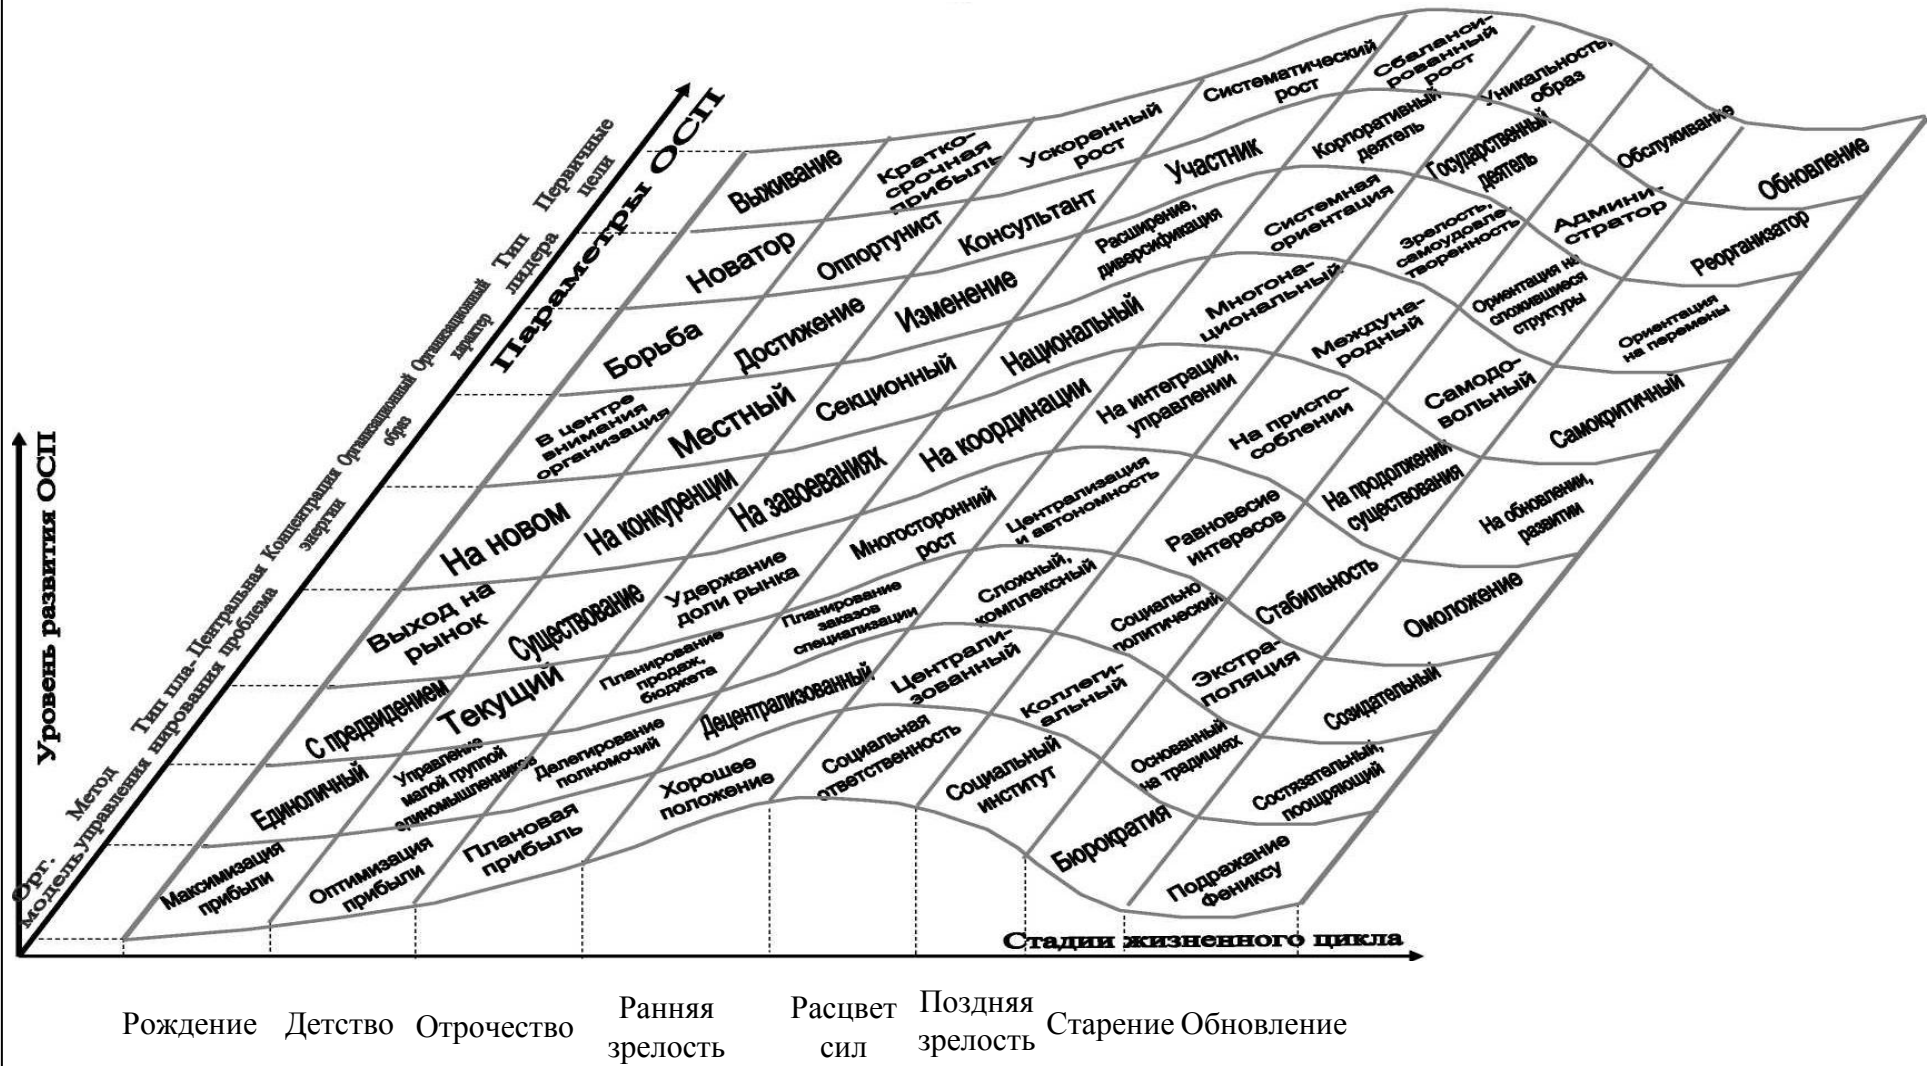 Уровень развития ОСП
Параметры ОСП
Первичные
цели
Тип
лидера
Организационный
характер
Организационный
образ
Концентрация
энергии
Центральная
проблема
Тип пла-
нирования
Метод
управления
Орг.
модель
Выживание
Кратко-
срочная
прибыль
Ускоренный
рост
Систематический
рост
Сбаланси-
рованный
рост
Уникальность,
образ
Обслуживание
Обновление
Новатор
Оппортунист
Консультант
Участник
Корпоративный
деятель
Государственный
деятель
Админи-
стратор
Реорганизатор
Борьба
Достижение
Изменение
Расширение,
диверсификация
Системная
ориентация
Зрелость,
самоудовле-
творенность
Ориентация на
сложившиеся
структуры
Ориентация
на перемены
В центре
внимания
организация
Местный
Секционный
Национальный
Многона-
циональный
Междуна-
родный
Самодо-
вольный
Самокритичный
На новом
На конкуренции
На завоеваниях
На координации
На интеграции,
управлении
На приспо-
соблении
На продолжении
существования
На обновлении,
развитии
Выход на
рынок
Существование
Удержание
доли рынка
Многосторонний
рост
Централизация
и автономность
Равновесие
интересов
Стабильность
Омоложение
С предвидением
Текущий
Планирование
продаж,
бюджета
Планирование
заказов
специализации
Сложный,
комплексный
Социально
политический
Экстра-
поляция
Созидательный
Единоличный
Управление
малой группой
единомышленников
Делегирование
полномочий
Децентрализованный
Централи-
зованный
Коллеги-
альный
Основанный
на традициях
Состязательный,
поощряющий
Максимизация
прибыли
Оптимизация
прибыли
Плановая
прибыль
Хорошее
положение
Социальная
ответственность
Социальный
институт
Бюрократия
Подражание
Фениксу
Стадии жизненного цикла
Рождение
Детство
Отрочество
Ранняя
зрелость
Расцвет
сил
Поздняя
зрелость
Старение
Обновление